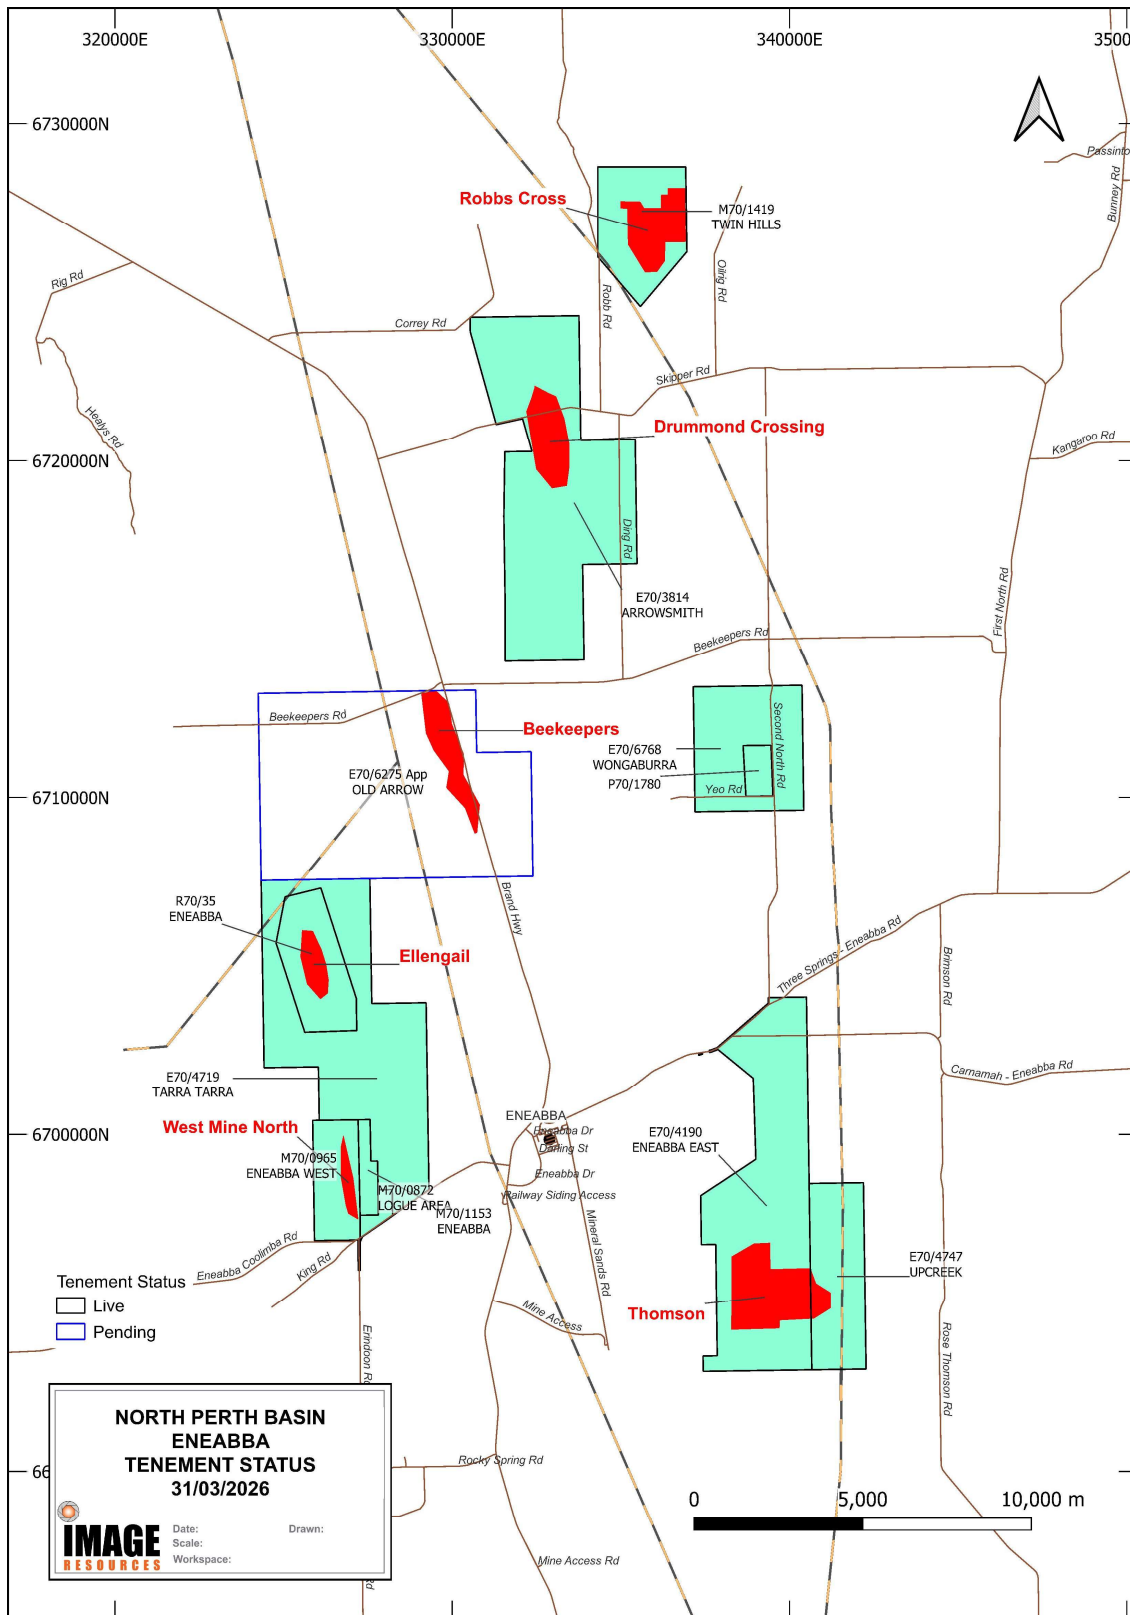 320000E
330000E
340000E
3500
6730000N
Passinto
Bunney Rd
Robbs Cross
M70/1419
TWIN HILLS
Rig Rd
Robb Rd
Oling Rd
Correy Rd
Skipper Rd
Healys Rd
Drummond Crossing
Kangaroo Rd
6720000N
Ding Rd
E70/3814
ARROWSMITH
First North Rd
Beekeepers Rd
Beekeepers Rd
Beekeepers
Second North Rd
E70/6768
WONGABURRA
P70/1780
Yeo Rd
E70/6275 App
OLD ARROW
6710000N
R70/35
ENEABBA
Brand Hwy
Ellengail
Three Springs - Eneabba Rd
Brimson Rd
E70/4719
TARRA TARRA
Carnamah - Eneabba Rd
West Mine North
ENEABBA
Eneabba Dr
Darling St
Eneabba Dr
Railway Siding Access
6700000N
E70/4190
ENEABBA EAST
M70/0965
ENEABBA WEST
M70/0872
LOGUE AREA
M70/1153
ENEABBA
Mineral Sands Rd
Eneabba Coolimba Rd
King Rd
E70/4747
UPCREEK
Tenement Status
Live
Pending
Mine Access
Thomson
Erindoon Rd
Rose Thomson Rd
NORTH PERTH BASIN
ENEABBA
TENEMENT STATUS
31/03/2026
66
Rocky Spring Rd
0 5,000 10,000 m
IMAGE
RESOURCES
Date:
Drawn:
Scale:
Workspace:
Mine Access Rd
Rd